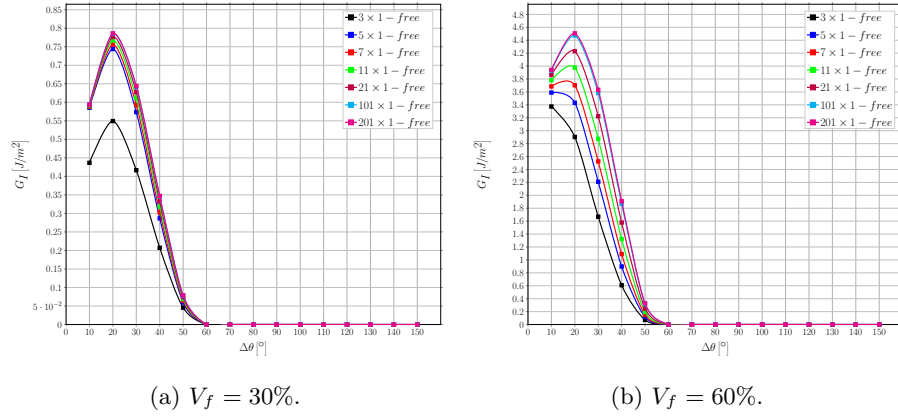 0.85
0.8
0.75
0.7
0.65
0.6
0.55
0.5
0.45
0.4
0.35
0.3
0.25
0.2
0.15
0.1
5 · 10⁻²
0
G_I [J/m²]
0 10 20 30 40 50 60 70 80 90 100 110 120 130 140 150
Δθ [°]
3 × 1 − free
5 × 1 − free
7 × 1 − free
11 × 1 − free
21 × 1 − free
101 × 1 − free
201 × 1 − free
(a) V_f = 30%.
4.8
4.6
4.4
4.2
4
3.8
3.6
3.4
3.2
3
2.8
2.6
2.4
2.2
2
1.8
1.6
1.4
1.2
1
0.8
0.6
0.4
0.2
0
G_I [J/m²]
0 10 20 30 40 50 60 70 80 90 100 110 120 130 140 150
Δθ [°]
3 × 1 − free
5 × 1 − free
7 × 1 − free
11 × 1 − free
21 × 1 − free
101 × 1 − free
201 × 1 − free
(b) V_f = 60%.